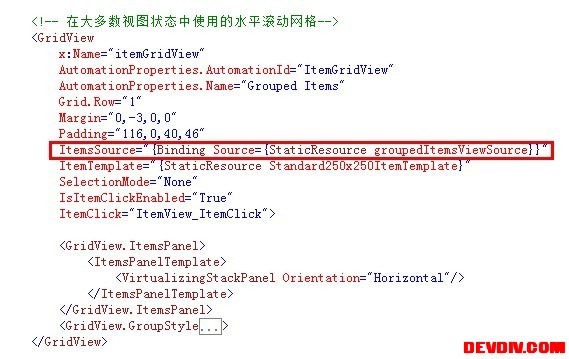 <!-- 在大多数视图状态中使用的水平滚动网格-->
<GridView
x:Name="itemGridView"
AutomationProperties.AutomationId="ItemGridView"
AutomationProperties.Name="Grouped Items"
Grid.Row="1"
Margin="0,-3,0,0"
Padding="116,0,40,46"
ItemsSource="{Binding Source={StaticResource groupedItemsViewSource}}"
ItemTemplate="{StaticResource Standard250x250ItemTemplate}"
SelectionMode="None"
IsItemClickEnabled="True"
ItemClick="ItemView_ItemClick">
<GridView.ItemsPanel>
<ItemsPanelTemplate>
<VirtualizingStackPanel Orientation="Horizontal"/>
</ItemsPanelTemplate>
</GridView.ItemsPanel>
<GridView.GroupStyle...>
</GridView>
DEVDIV.COM